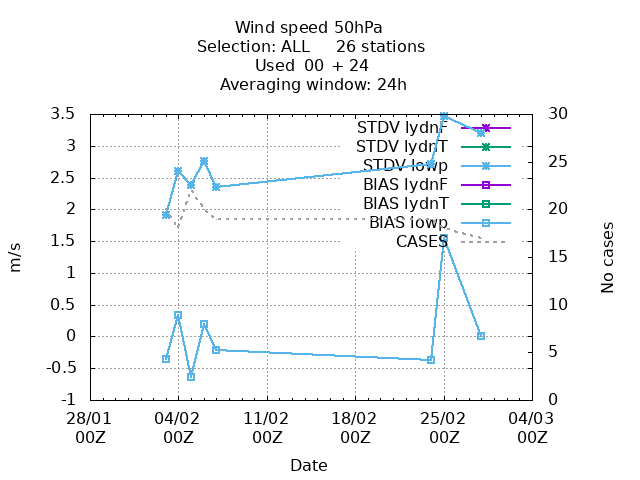 Wind speed 50hPa
Selection: ALL 26 stations
Used 00 + 24
Averaging window: 24h
3.5
3
2.5
2
1.5
1
0.5
0
-0.5
-1
m/s
30
25
20
15
10
5
0
No cases
STDV lydnF
STDV lydnT
STDV lowp
BIAS lydnF
BIAS lydnT
BIAS lowp
CASES
28/01 04/02 11/02 18/02 25/02 04/03
00Z 00Z 00Z 00Z 00Z 00Z
Date